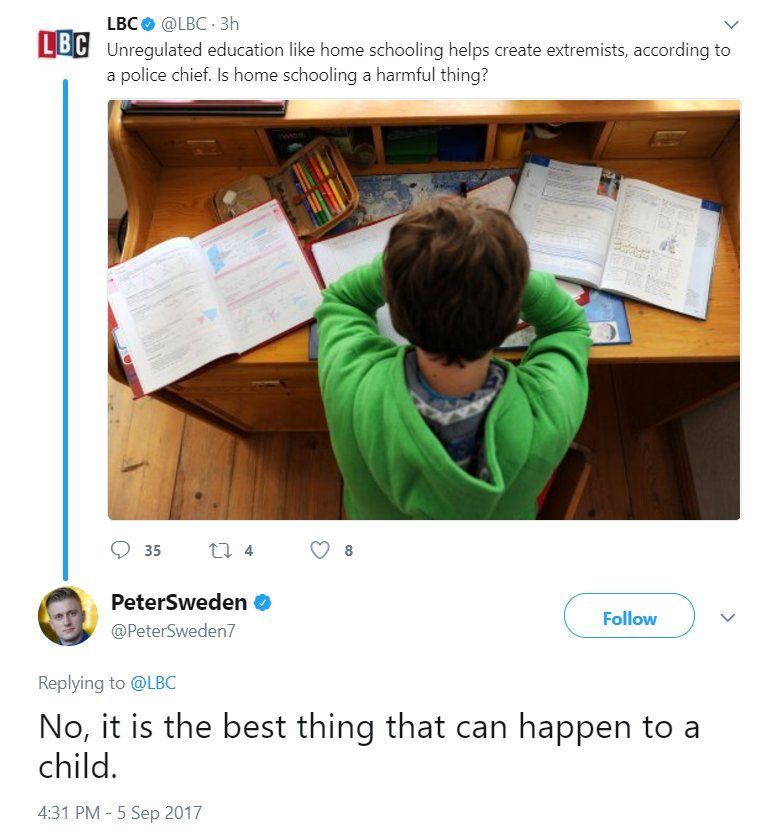 LBC
LBC @LBC · 3h
Unregulated education like home schooling helps create extremists, according to
a police chief. Is home schooling a harmful thing?
35 4 8
PeterSweden
@PeterSweden7
Follow
Replying to @LBC
No, it is the best thing that can happen to a
child.
4:31 PM - 5 Sep 2017